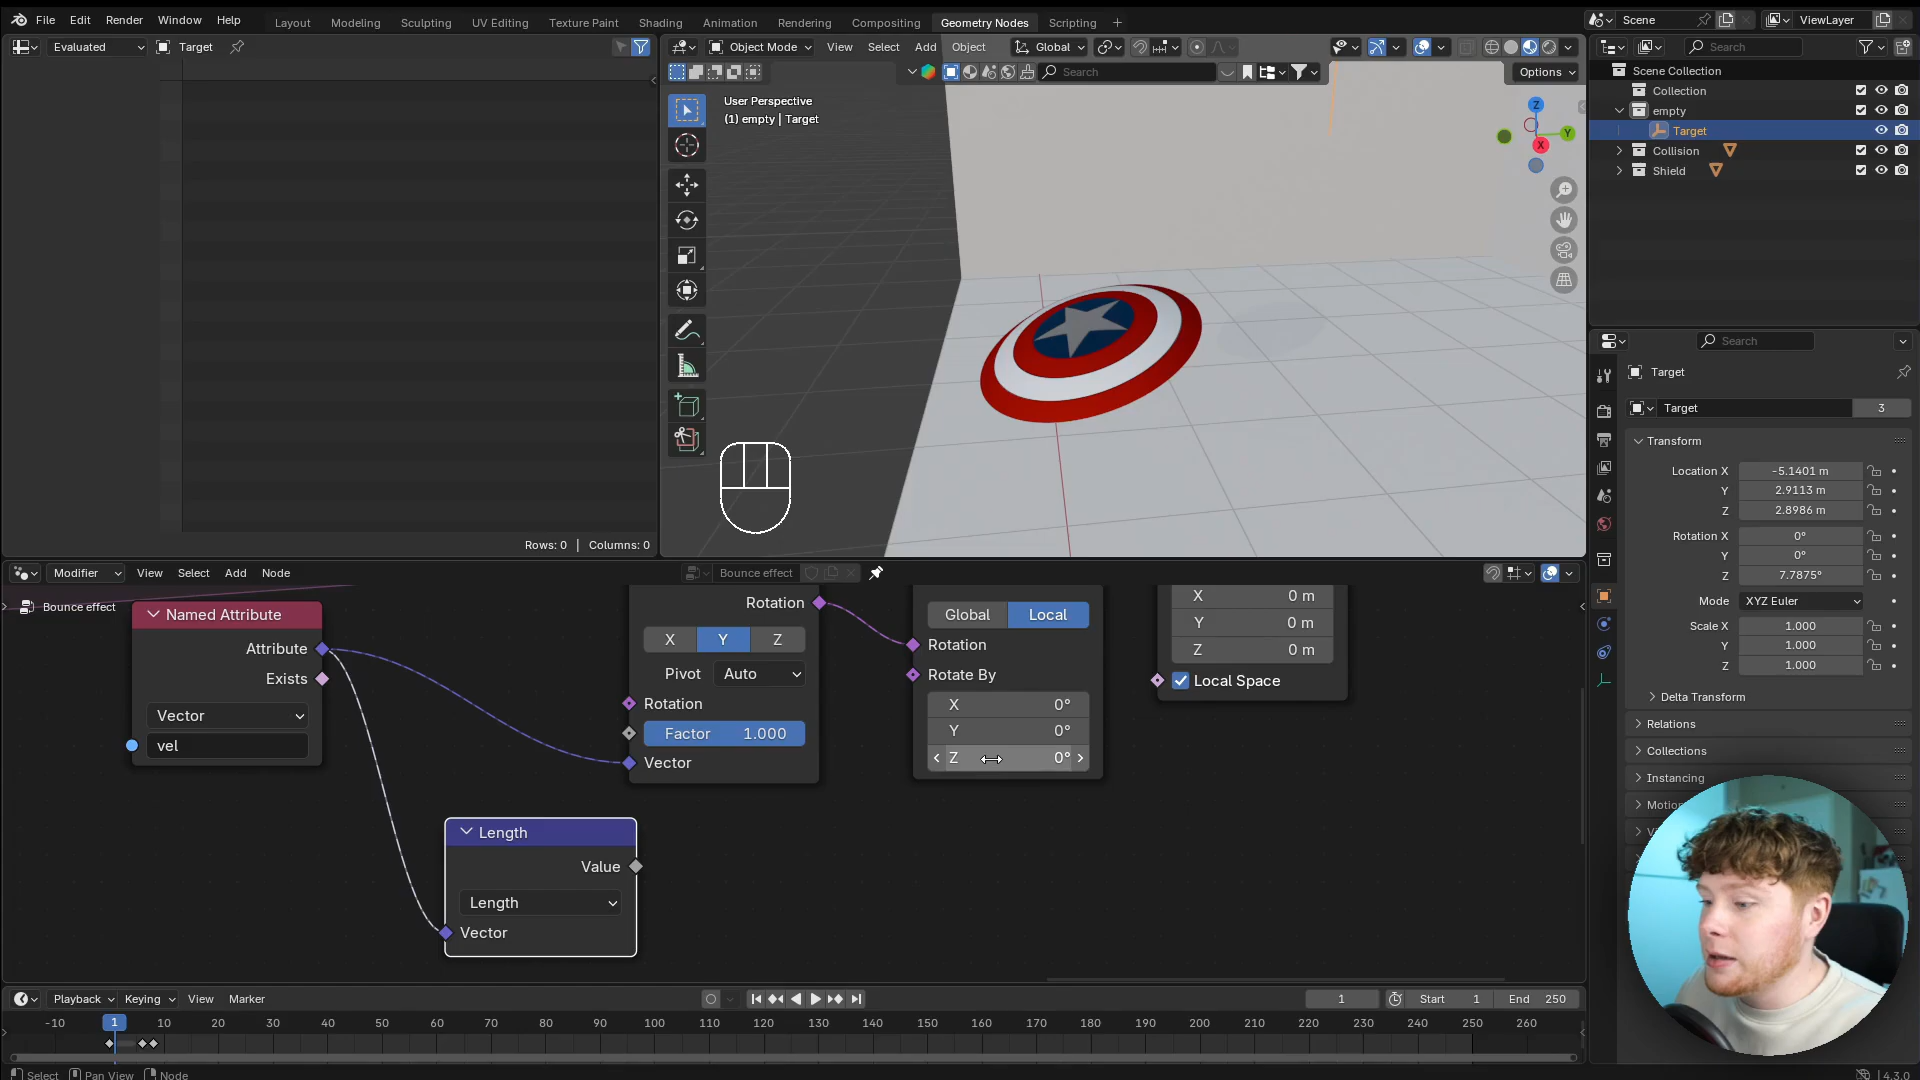 File Edit Render Window Help Layout Modeling Sculpting UV Editing Texture Paint Shading Animation Rendering Compositing Geometry Nodes Scripting + Scene ViewLayer
Evaluated Target Object Mode View Select Add Object Global Search
Search Options
User Perspective
(1) empty | Target
Z
Y
X
Scene Collection
Collection
empty
Target
Collision
Shield
Search
Target
Target 3
Transform
Location X -5.1401 m
Y 2.9113 m
Z 2.8986 m
Rotation X 0°
Y 0°
Z 7.7875°
Mode XYZ Euler
Scale X 1.000
Y 1.000
Z 1.000
Delta Transform
Relations
Collections
Instancing
Rows: 0 | Columns: 0
Modifier View Select Add Node Bounce effect
Bounce effect
Named Attribute
Attribute
Exists
Vector
vel
Rotation
X Y Z
Pivot Auto
Rotation
Factor 1.000
Vector
Global Local
Rotation
Rotate By
X 0°
Y 0°
Z 0°
X 0 m
Y 0 m
Z 0 m
Local Space
Length
Value
Length
Vector
Playback Keying View Marker 1 Start 1 End 250
-10 1 10 20 30 40 50 60 70 80 90 100 110 120 130 140 150 160 170 180 190 200 210 220 230 240 250 260
Select Pan View Node 4.3.0